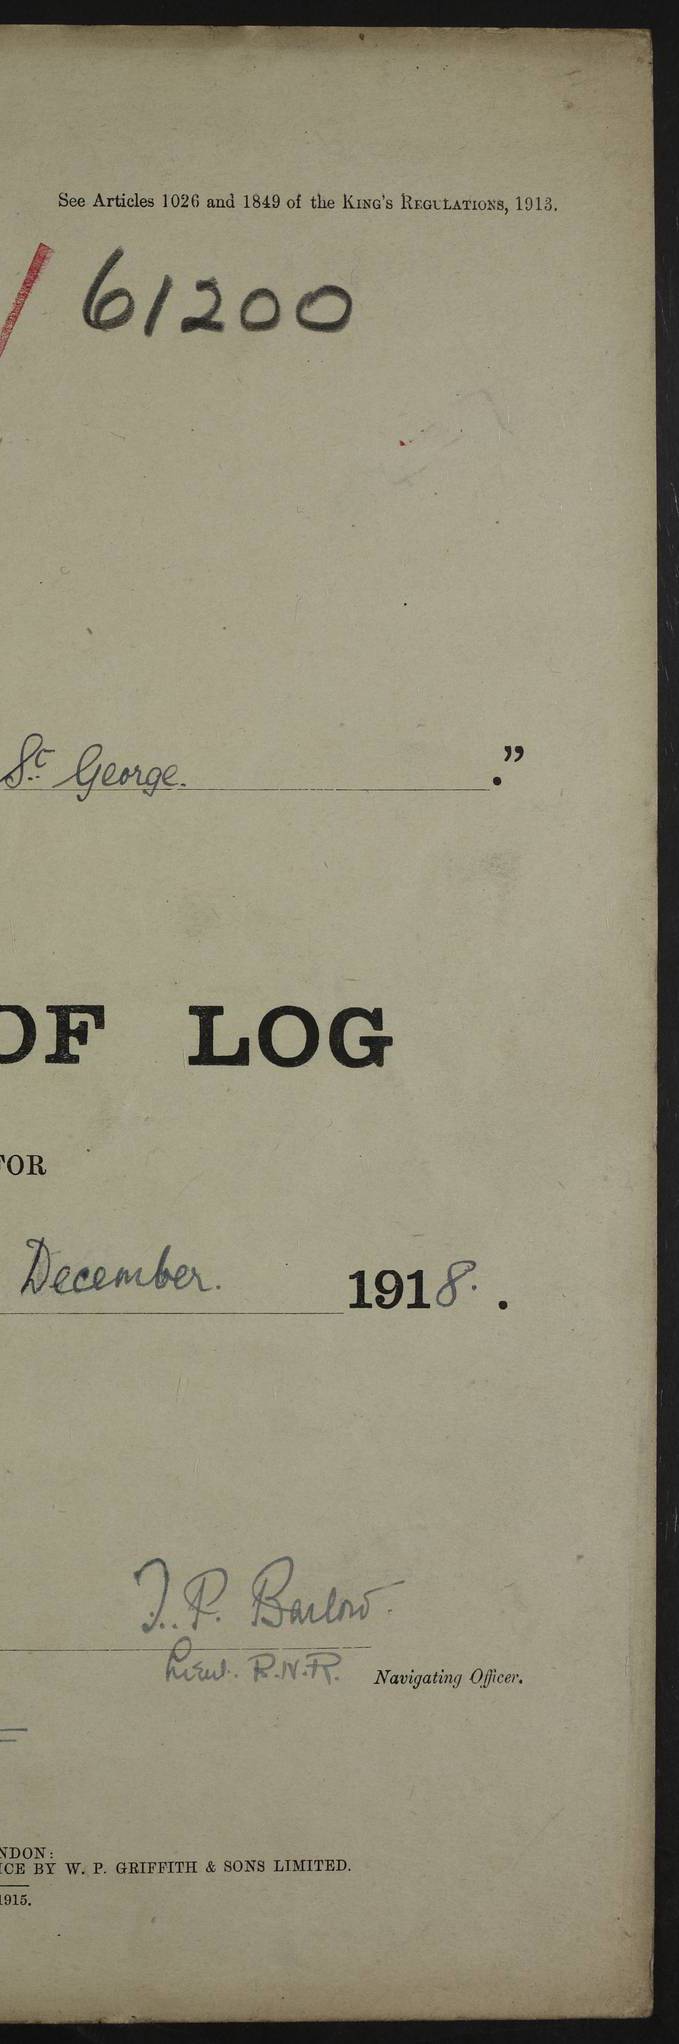 See Articles 1026 and 1849 of the KING'S REGULATIONS, 1913.
61200
St. George.
."
OF LOG
FOR
December. 1918. .
J. P. Barlow.
Lieut. R.N.R. Navigating Officer.
NDON:
ICE BY W. P. GRIFFITH & SONS LIMITED.
1915.